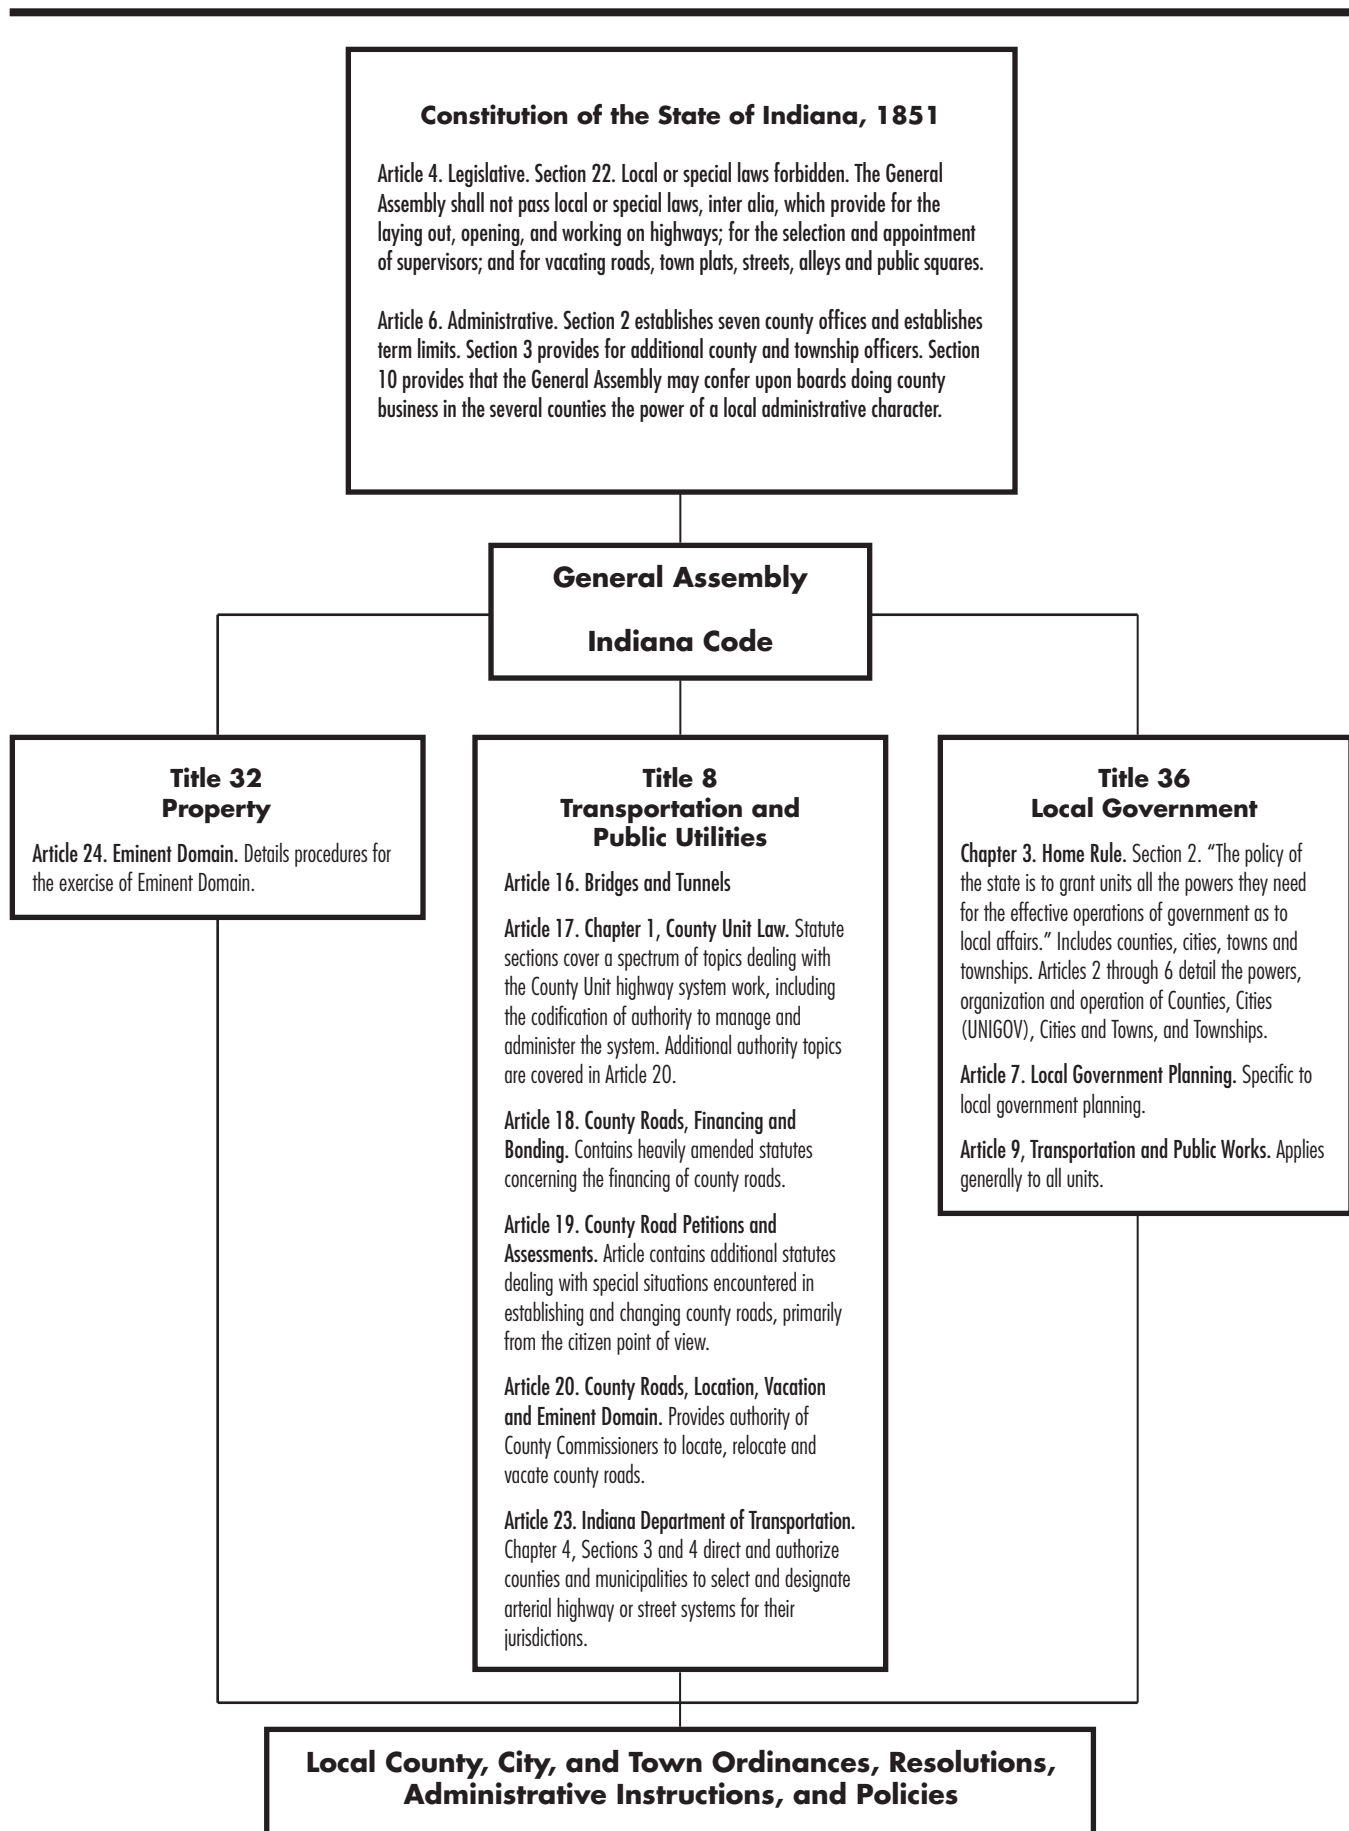 Constitution of the State of Indiana, 1851
Article 4. Legislative. Section 22. Local or special laws forbidden. The General
Assembly shall not pass local or special laws, inter alia, which provide for the
laying out, opening, and working on highways; for the selection and appointment
of supervisors; and for vacating roads, town plats, streets, alleys and public squares.
Article 6. Administrative. Section 2 establishes seven county offices and establishes
term limits. Section 3 provides for additional county and township officers. Section
10 provides that the General Assembly may confer upon boards doing county
business in the several counties the power of a local administrative character.
General Assembly
Indiana Code
Title 32
Property
Article 24. Eminent Domain. Details procedures for
the exercise of Eminent Domain.
Title 8
Transportation and
Public Utilities
Article 16. Bridges and Tunnels
Article 17. Chapter 1, County Unit Law. Statute
sections cover a spectrum of topics dealing with
the County Unit highway system work, including
the codification of authority to manage and
administer the system. Additional authority topics
are covered in Article 20.
Article 18. County Roads, Financing and
Bonding. Contains heavily amended statutes
concerning the financing of county roads.
Article 19. County Road Petitions and
Assessments. Article contains additional statutes
dealing with special situations encountered in
establishing and changing county roads, primarily
from the citizen point of view.
Article 20. County Roads, Location, Vacation
and Eminent Domain. Provides authority of
County Commissioners to locate, relocate and
vacate county roads.
Article 23. Indiana Department of Transportation.
Chapter 4, Sections 3 and 4 direct and authorize
counties and municipalities to select and designate
arterial highway or street systems for their
jurisdictions.
Title 36
Local Government
Chapter 3. Home Rule. Section 2. “The policy of
the state is to grant units all the powers they need
for the effective operations of government as to
local affairs.” Includes counties, cities, towns and
townships. Articles 2 through 6 detail the powers,
organization and operation of Counties, Cities
(UNIGOV), Cities and Towns, and Townships.
Article 7. Local Government Planning. Specific to
local government planning.
Article 9, Transportation and Public Works. Applies
generally to all units.
Local County, City, and Town Ordinances, Resolutions,
Administrative Instructions, and Policies